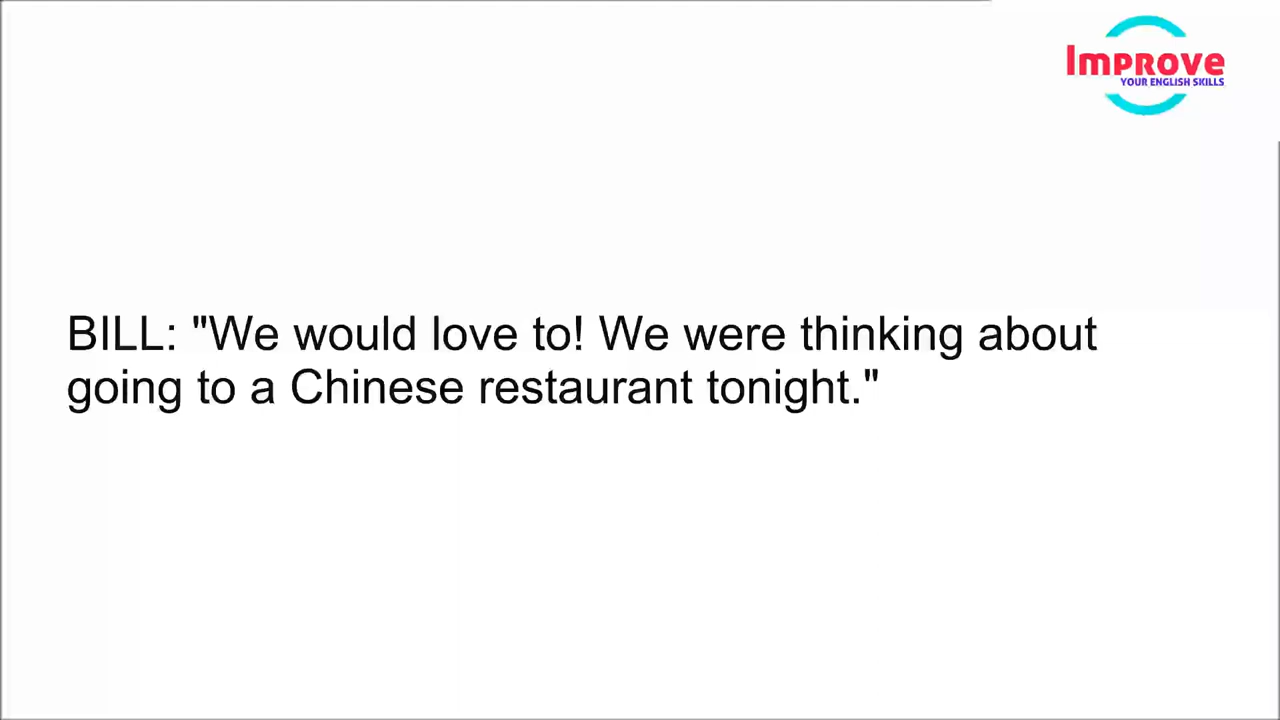 Improve
YOUR ENGLISH SKILLS
BILL: "We would love to! We were thinking about
going to a Chinese restaurant tonight."